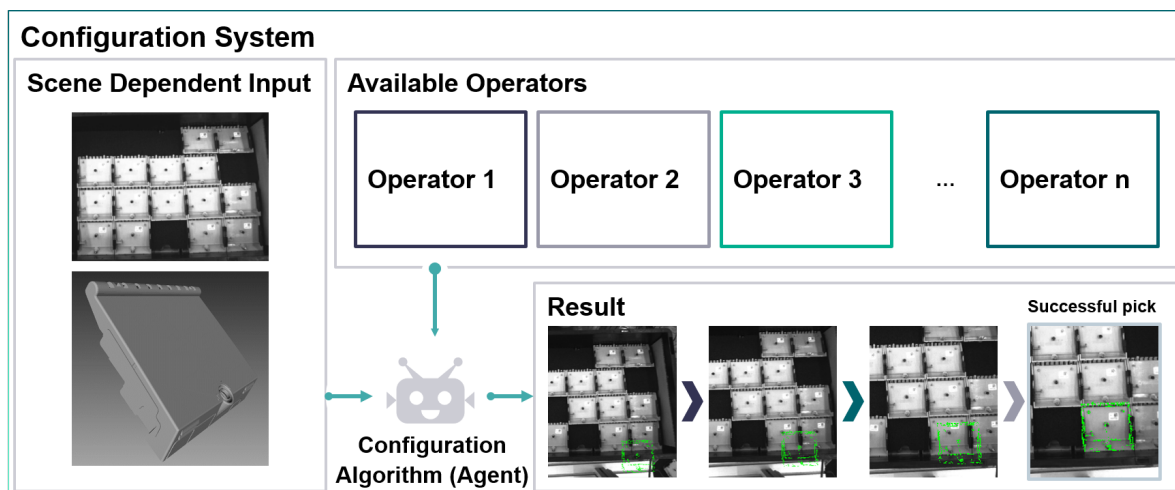 Configuration System
Scene Dependent Input
Available Operators
Operator 1
Operator 2
Operator 3
...
Operator n
Result
Successful pick
Configuration
Algorithm (Agent)